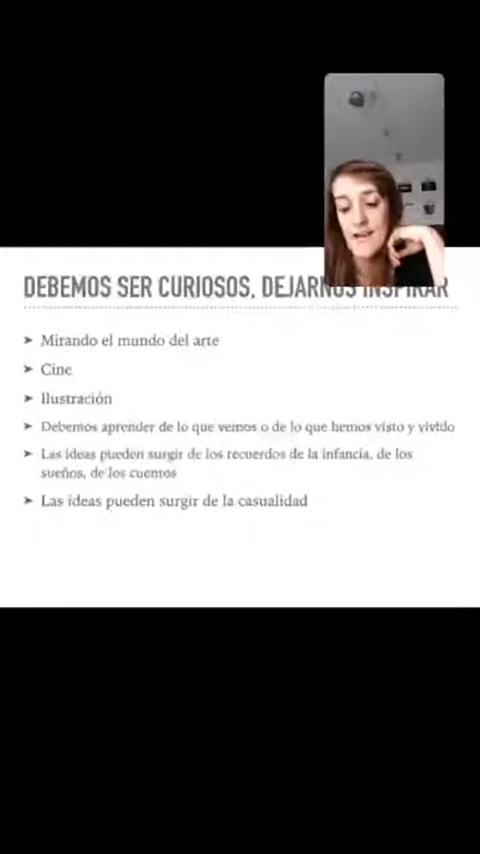 DEBEMOS SER CURIOSOS, DEJARNOS INSPIRAR
➤ Mirando el mundo del arte
➤ Cine
➤ Ilustración
➤ Debemos aprender de lo que vemos o de lo que hemos visto y vivido
➤ Las ideas pueden surgir de los recuerdos de la infancia, de los
sueños, de los cuentos
➤ Las ideas pueden surgir de la casualidad